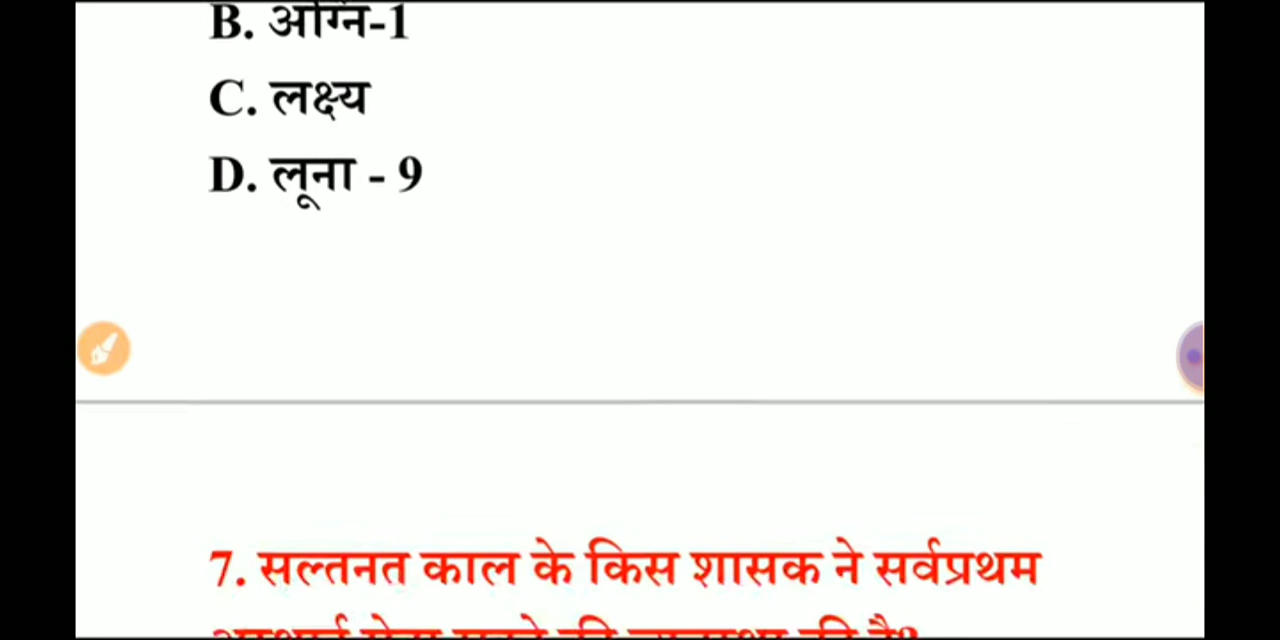 B. अग्नि-1
C. लक्ष्य
D. लूना - 9
7. सल्तनत काल के किस शासक ने सर्वप्रथम
की है?